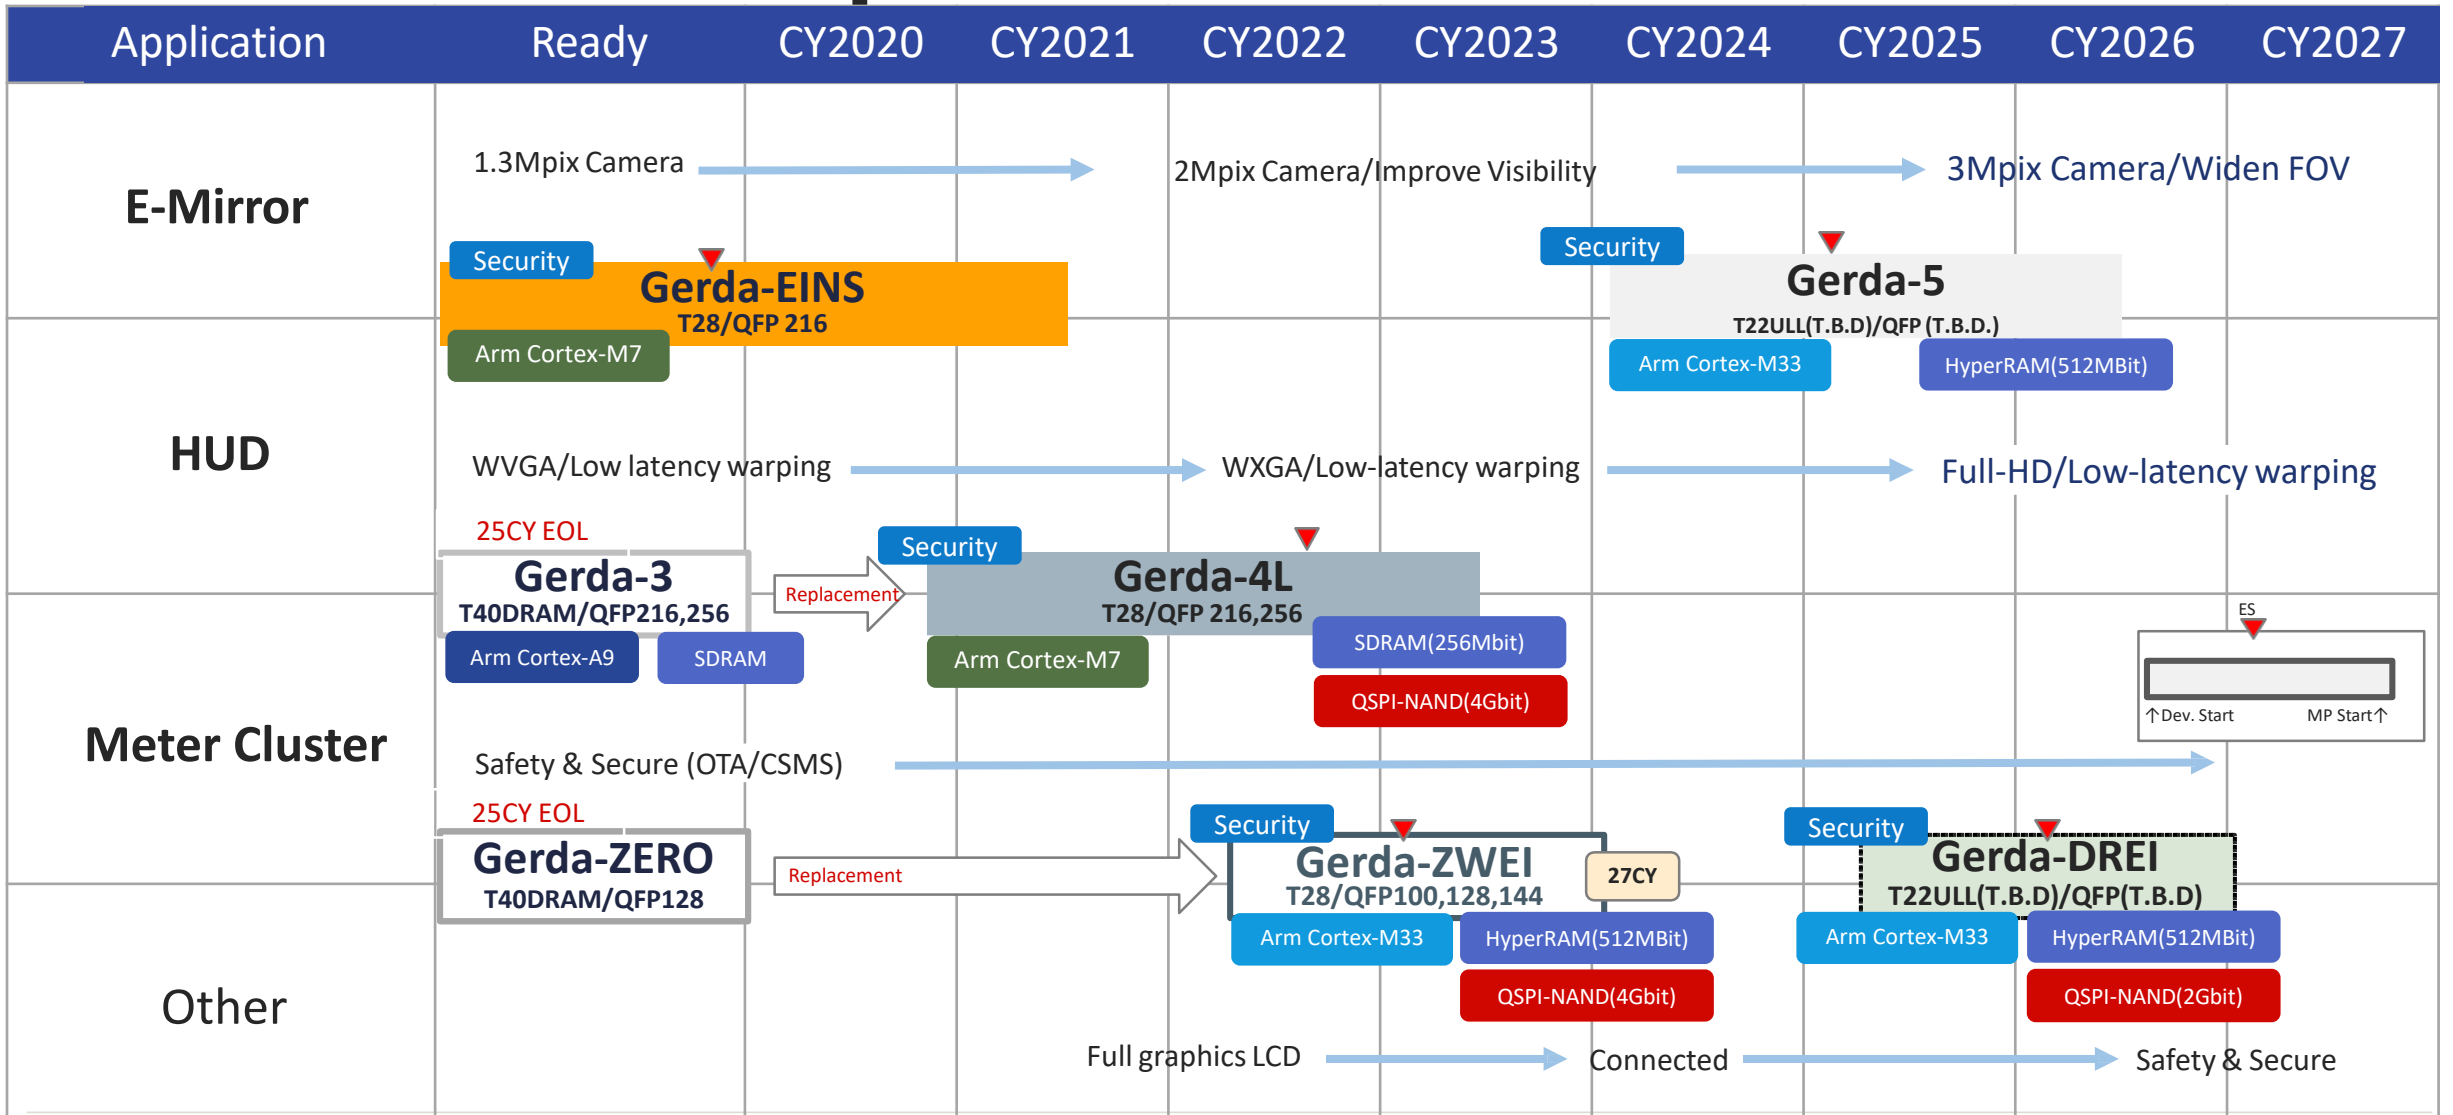 Application Ready CY2020 CY2021 CY2022 CY2023 CY2024 CY2025 CY2026 CY2027
E-Mirror
1.3Mpix Camera
2Mpix Camera/Improve Visibility
3Mpix Camera/Widen FOV
Security
Gerda-EINS
T28/QFP 216
Arm Cortex-M7
Security
Gerda-5
T22ULL(T.B.D)/QFP (T.B.D.)
Arm Cortex-M33
HyperRAM(512MBit)
HUD
WVGA/Low latency warping
WXGA/Low-latency warping
Full-HD/Low-latency warping
25CY EOL
Gerda-3
T40DRAM/QFP216,256
Arm Cortex-A9
SDRAM
Replacement
Security
Gerda-4L
T28/QFP 216,256
Arm Cortex-M7
SDRAM(256Mbit)
QSPI-NAND(4Gbit)
ES
↑Dev. Start
MP Start↑
Meter Cluster
Safety & Secure (OTA/CSMS)
25CY EOL
Gerda-ZERO
T40DRAM/QFP128
Replacement
Security
Gerda-ZWEI
T28/QFP100,128,144
27CY
Arm Cortex-M33
HyperRAM(512MBit)
QSPI-NAND(4Gbit)
Security
Gerda-DREI
T22ULL(T.B.D)/QFP(T.B.D)
Arm Cortex-M33
HyperRAM(512MBit)
QSPI-NAND(2Gbit)
Other
Full graphics LCD
Connected
Safety & Secure